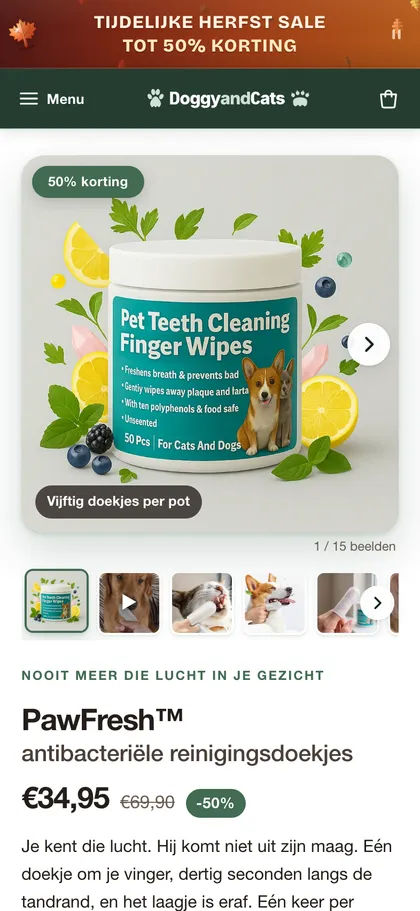 TIJDELIJKE HERFST SALE
TOT 50% KORTING
Menu
DoggyandCats
50% korting
Pet Teeth Cleaning
Finger Wipes
• Freshens breath & prevents bad
• Gently wipes away plaque and tarta
• With ten polyphenols & food safe
• Unseented
50 Pcs | For Cats And Dogs
Vijftig doekjes per pot
1 / 15 beelden
NOOIT MEER DIE LUCHT IN JE GEZICHT
PawFresh™
antibacteriële reinigingsdoekjes
€34,95 €69,90 -50%
Je kent die lucht. Hij komt niet uit zijn maag. Eén
doekje om je vinger, dertig seconden langs de
tandrand, en het laagje is eraf. Eén keer per